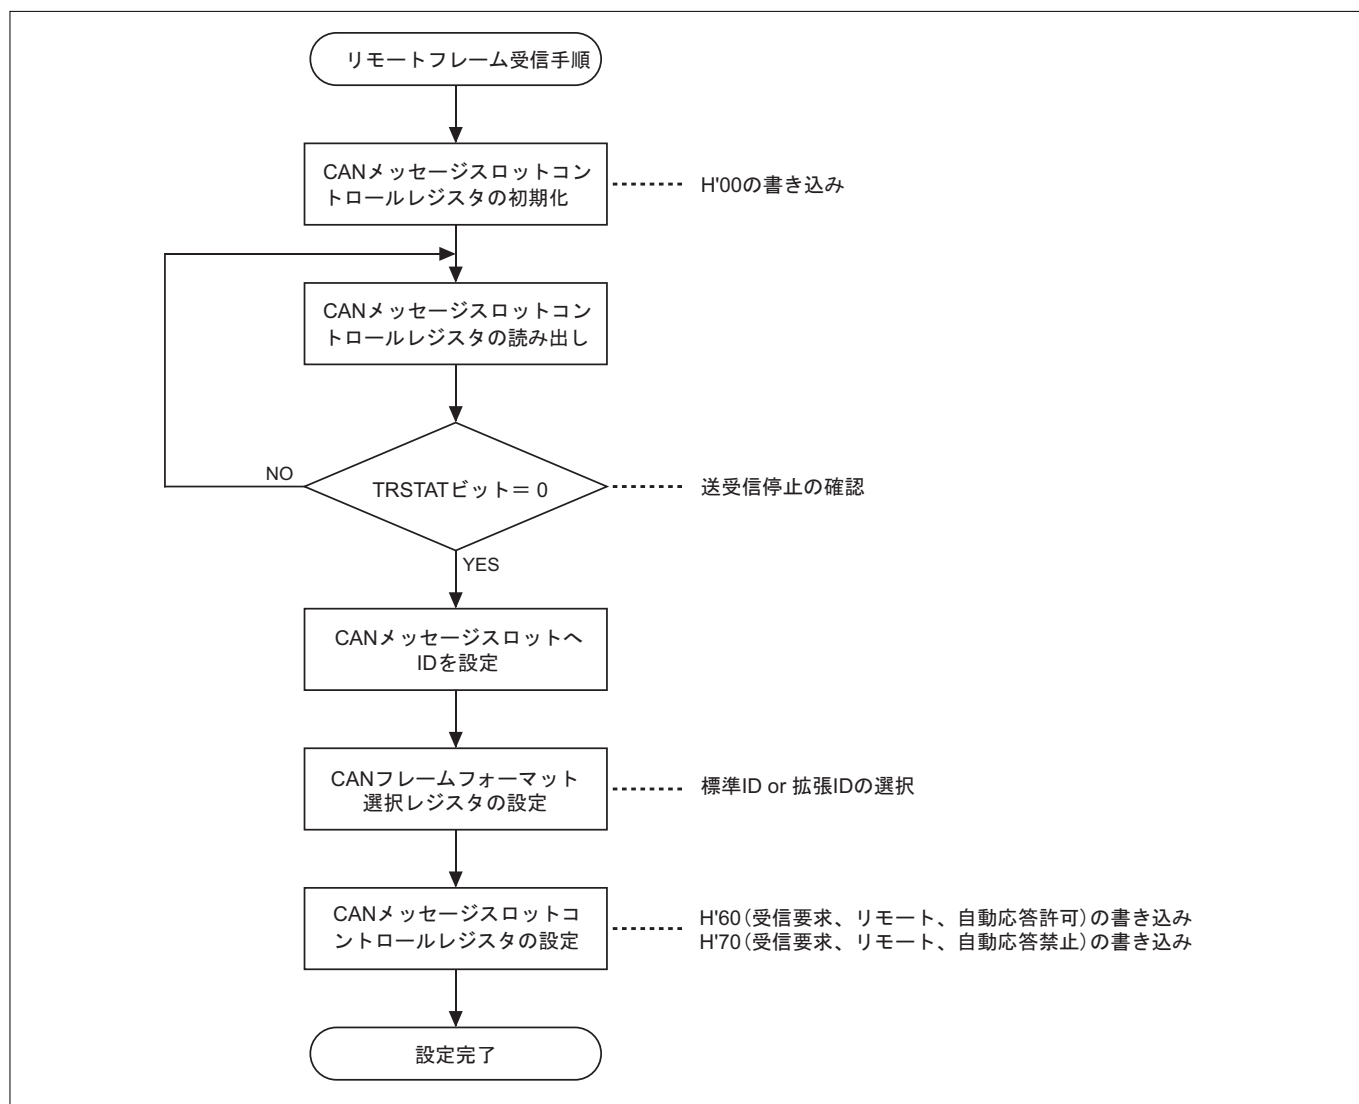 リモートフレーム受信手順
CANメッセージスロットコン
トロールレジスタの初期化
H'00の書き込み
CANメッセージスロットコン
トロールレジスタの読み出し
NO
TRSTATビット＝ 0
送受信停止の確認
YES
CANメッセージスロットへ
IDを設定
CANフレームフォーマット
選択レジスタの設定
標準ID or 拡張IDの選択
CANメッセージスロットコ
ントロールレジスタの設定
H'60（受信要求、リモート、自動応答許可）の書き込み
H'70（受信要求、リモート、自動応答禁止）の書き込み
設定完了